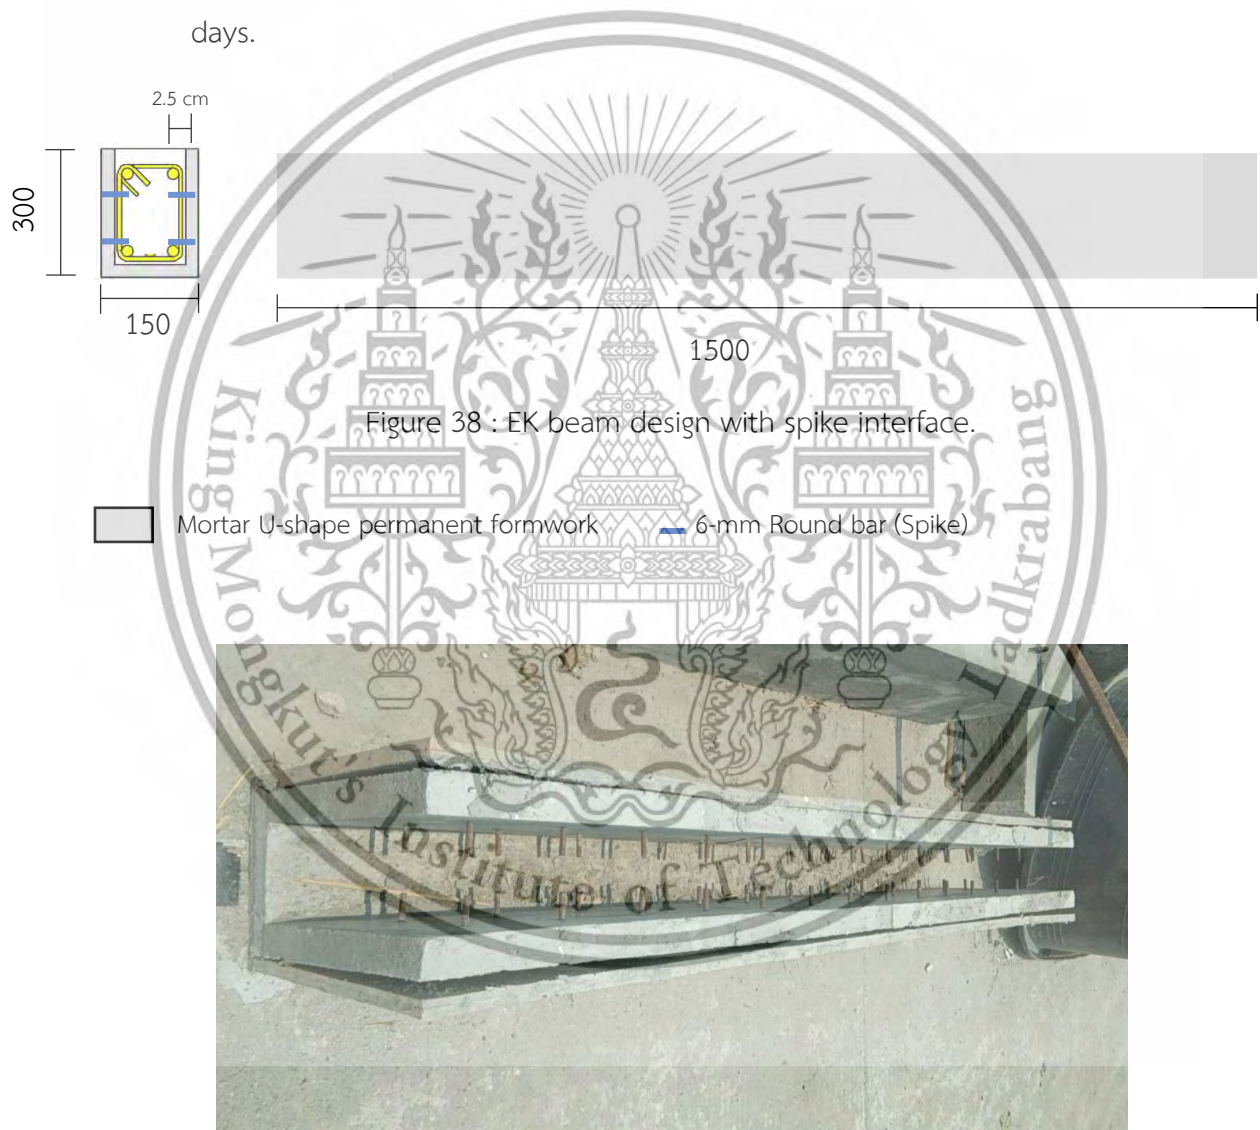 days.
2.5 cm
300
150
1500
Figure 38 : EK beam design with spike interface.
Mortar U-shape permanent formwork
6-mm Round bar (Spike)
King Mongkut's Institute of Technology Ladkrabang